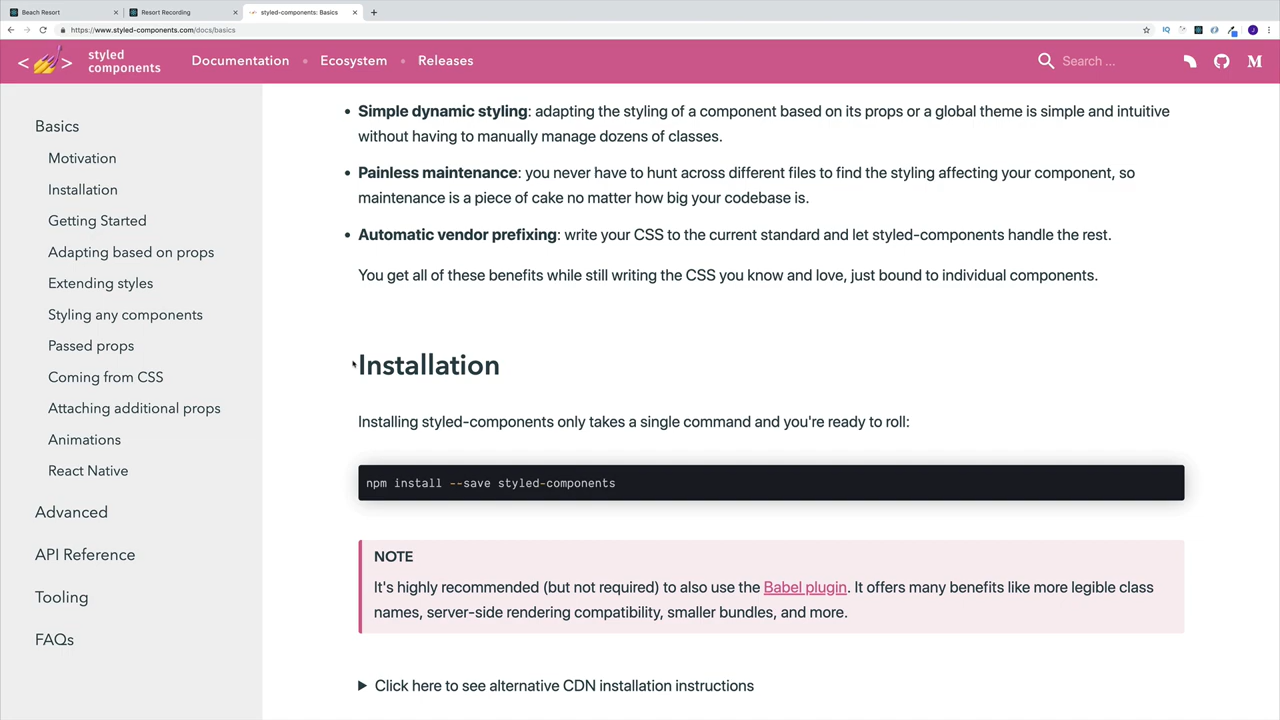 Beach Resort
Resort Recording
styled-components: Basics
https://www.styled-components.com/docs/basics
styled
components
Documentation
Ecosystem
Releases
Search ...
Basics
Motivation
Installation
Getting Started
Adapting based on props
Extending styles
Styling any components
Passed props
Coming from CSS
Attaching additional props
Animations
React Native
Advanced
API Reference
Tooling
FAQs
• Simple dynamic styling: adapting the styling of a component based on its props or a global theme is simple and intuitive
without having to manually manage dozens of classes.
• Painless maintenance: you never have to hunt across different files to find the styling affecting your component, so
maintenance is a piece of cake no matter how big your codebase is.
• Automatic vendor prefixing: write your CSS to the current standard and let styled-components handle the rest.
You get all of these benefits while still writing the CSS you know and love, just bound to individual components.
Installation
Installing styled-components only takes a single command and you're ready to roll:
npm install --save styled-components
NOTE
It's highly recommended (but not required) to also use the Babel plugin. It offers many benefits like more legible class
names, server-side rendering compatibility, smaller bundles, and more.
Click here to see alternative CDN installation instructions